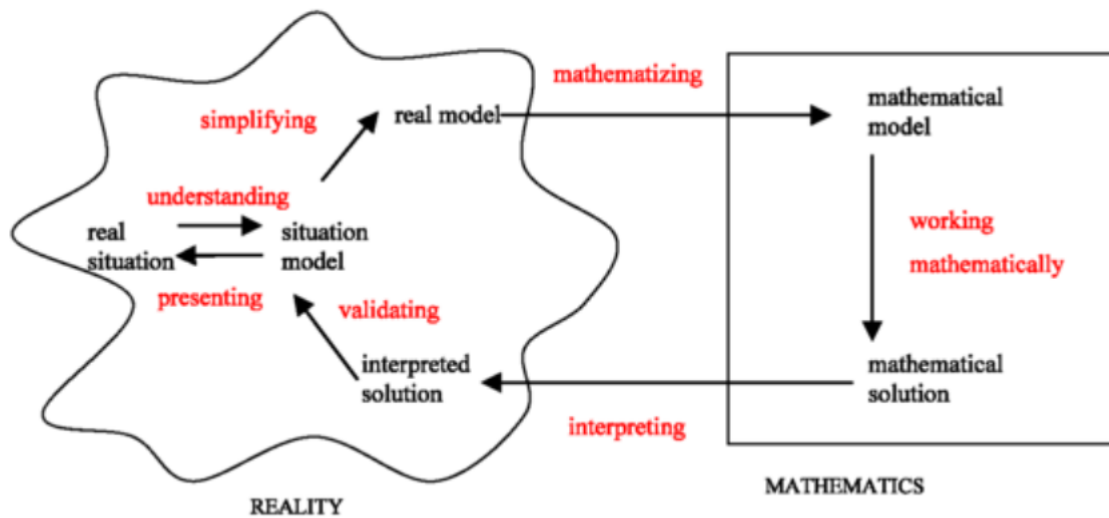 mathematizing
simplifying
real model
mathematical
model
understanding
real
situation
situation
model
working
mathematically
presenting
validating
interpreted
solution
mathematical
solution
interpreting
REALITY
MATHEMATICS